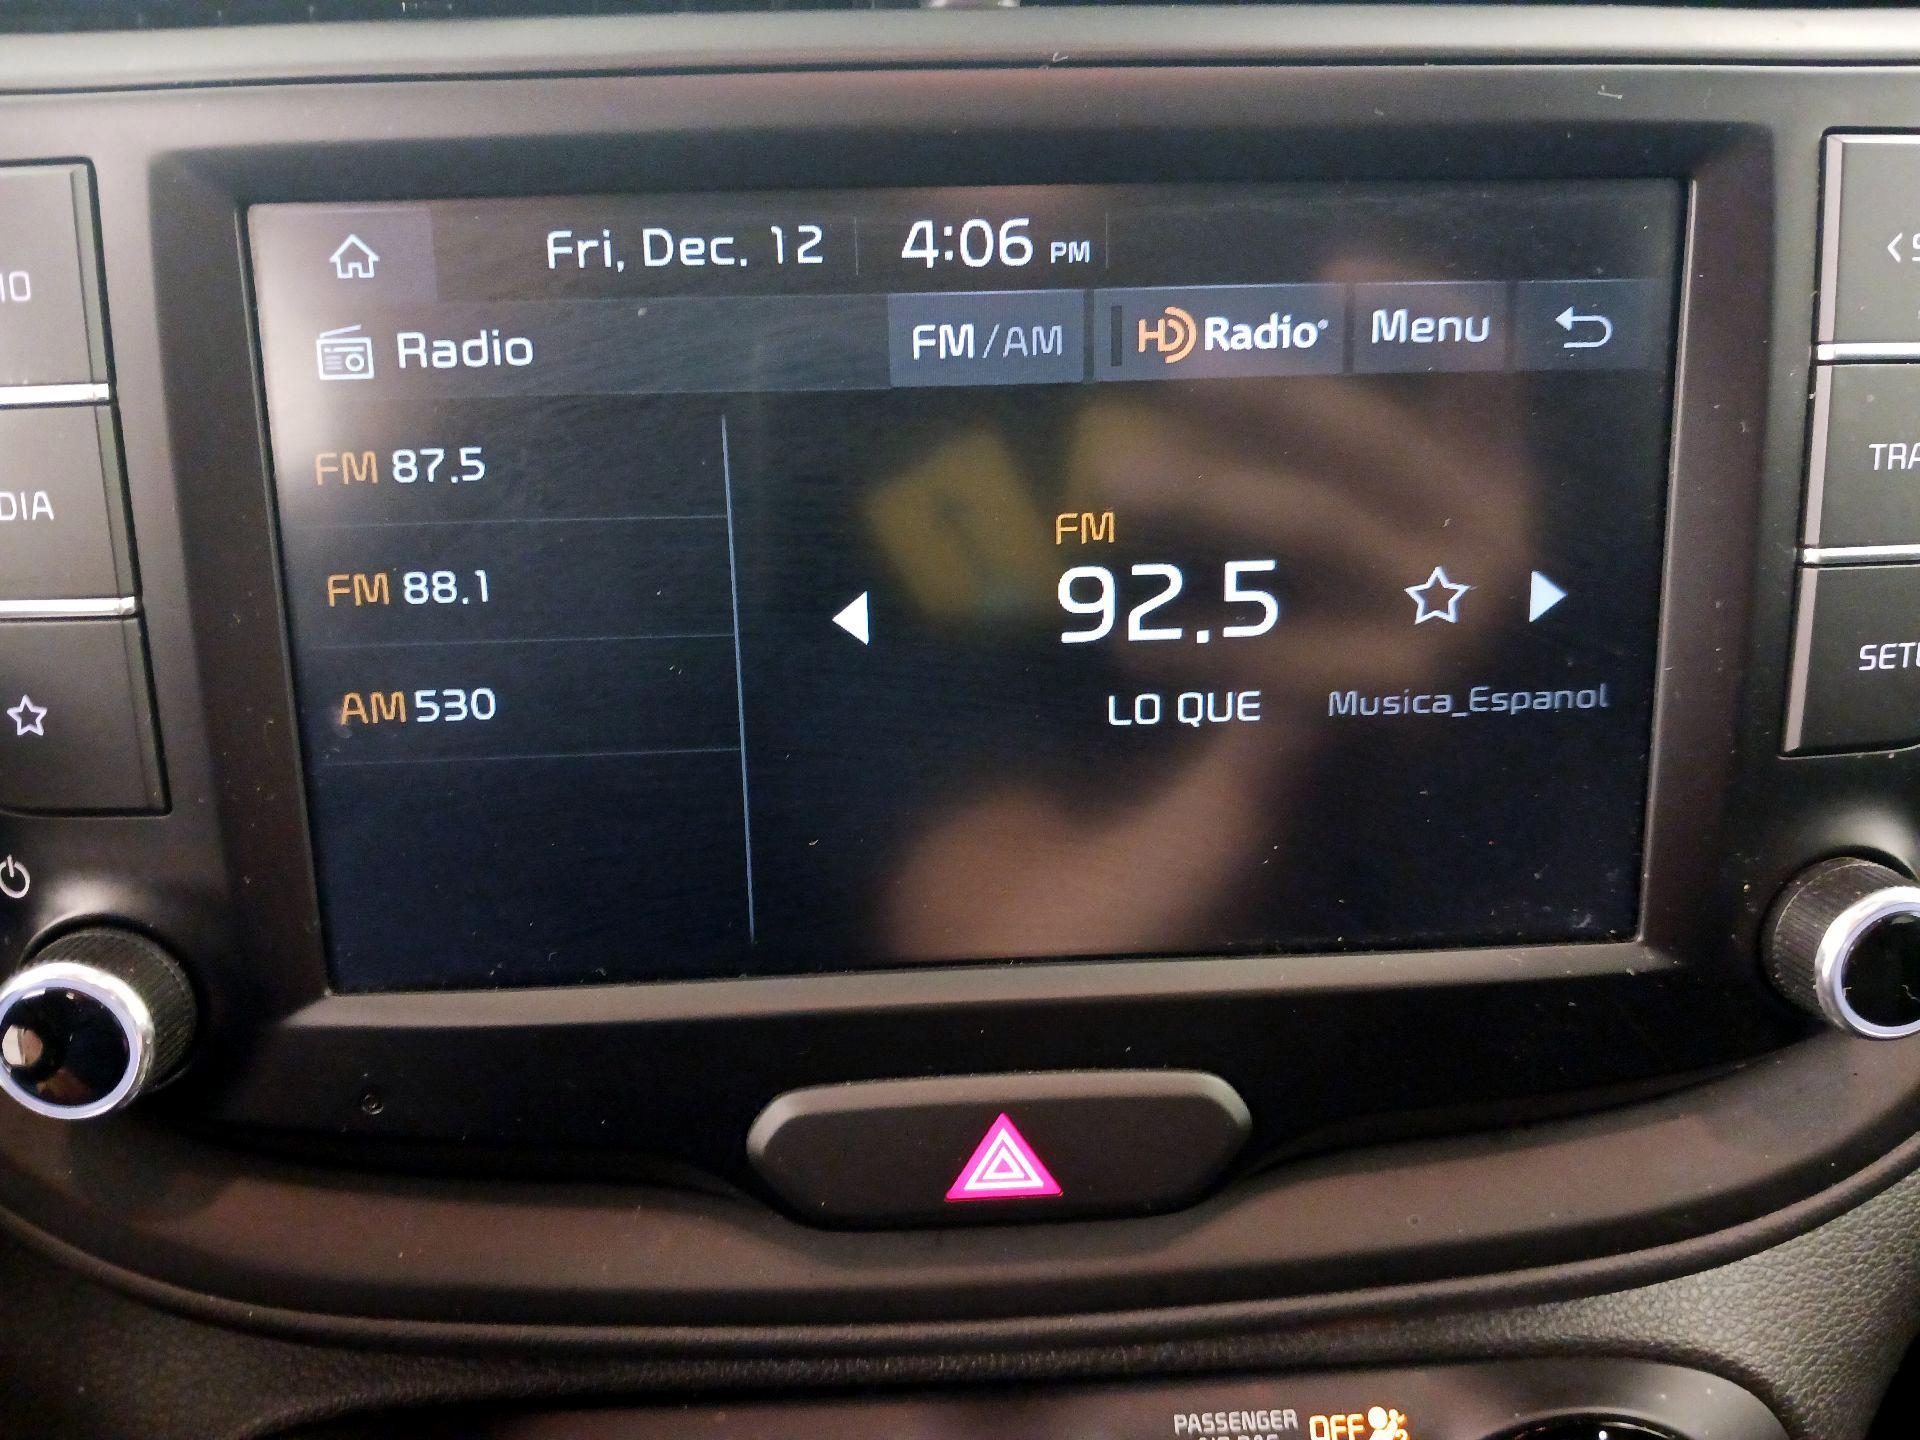 Fri, Dec. 12 4:06 PM
Radio FM/AM HD Radio® Menu
FM 87.5
FM 88.1
AM 530
FM
92.5
LO QUE Musica_Espanol
DIA
TRA
SETU
PASSENGER OFF